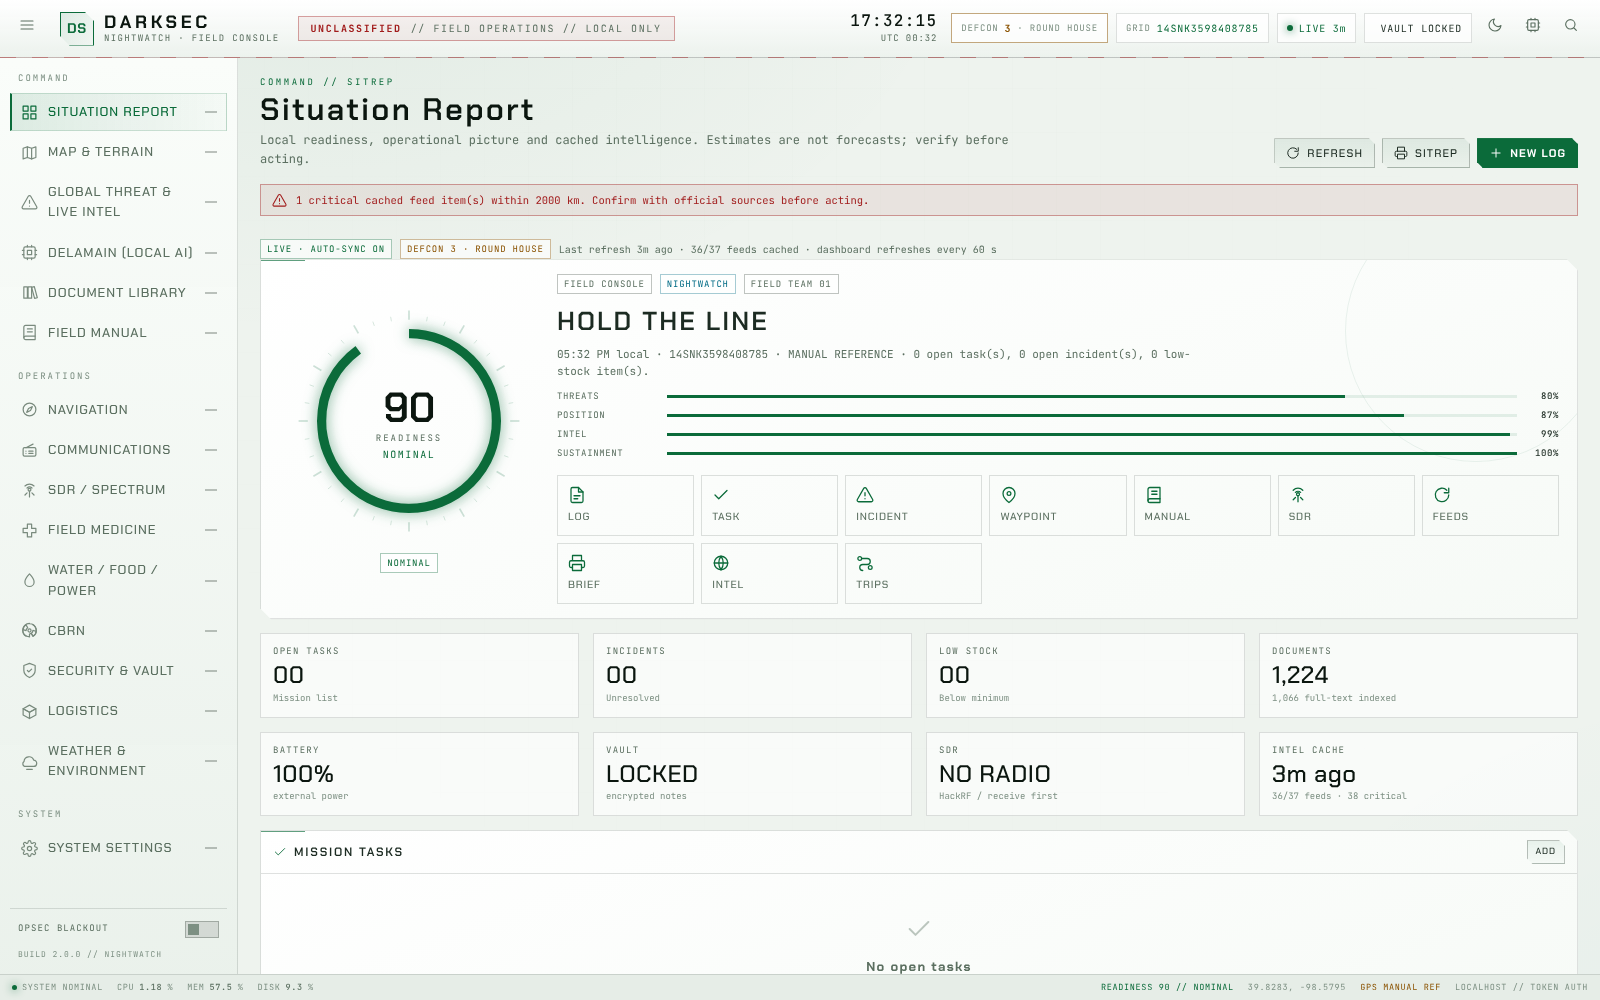 DS
DARKSEC
NIGHTWATCH · FIELD CONSOLE
UNCLASSIFIED // FIELD OPERATIONS // LOCAL ONLY
17:32:15
UTC 00:32
DEFCON 3 · ROUND HOUSE
GRID 14SNK3598408785
LIVE 3m
VAULT LOCKED
COMMAND
SITUATION REPORT
MAP & TERRAIN
GLOBAL THREAT &
LIVE INTEL
DELAMAIN (LOCAL AI)
DOCUMENT LIBRARY
FIELD MANUAL
OPERATIONS
NAVIGATION
COMMUNICATIONS
SDR / SPECTRUM
FIELD MEDICINE
WATER / FOOD /
POWER
CBRN
SECURITY & VAULT
LOGISTICS
WEATHER &
ENVIRONMENT
SYSTEM
SYSTEM SETTINGS
OPSEC BLACKOUT
BUILD 2.0.0 // NIGHTWATCH
COMMAND // SITREP
Situation Report
Local readiness, operational picture and cached intelligence. Estimates are not forecasts; verify before
acting.
REFRESH
SITREP
NEW LOG
1 critical cached feed item(s) within 2000 km. Confirm with official sources before acting.
LIVE · AUTO-SYNC ON
DEFCON 3 · ROUND HOUSE
Last refresh 3m ago · 36/37 feeds cached · dashboard refreshes every 60 s
90
READINESS
NOMINAL
NOMINAL
FIELD CONSOLE
NIGHTWATCH
FIELD TEAM 01
HOLD THE LINE
05:32 PM local · 14SNK3598408785 · MANUAL REFERENCE · 0 open task(s), 0 open incident(s), 0 low-
stock item(s).
THREATS 80%
POSITION 87%
INTEL 99%
SUSTAINMENT 100%
LOG
TASK
INCIDENT
WAYPOINT
MANUAL
SDR
FEEDS
BRIEF
INTEL
TRIPS
OPEN TASKS
00
Mission list
INCIDENTS
00
Unresolved
LOW STOCK
00
Below minimum
DOCUMENTS
1,224
1,066 full-text indexed
BATTERY
100%
external power
VAULT
LOCKED
encrypted notes
SDR
NO RADIO
HackRF / receive first
INTEL CACHE
3m ago
36/37 feeds · 38 critical
MISSION TASKS
ADD
No open tasks
SYSTEM NOMINAL CPU 1.18 % MEM 57.5 % DISK 9.3 %
READINESS 90 // NOMINAL 39.8283, -98.5795 GPS MANUAL REF LOCALHOST // TOKEN AUTH